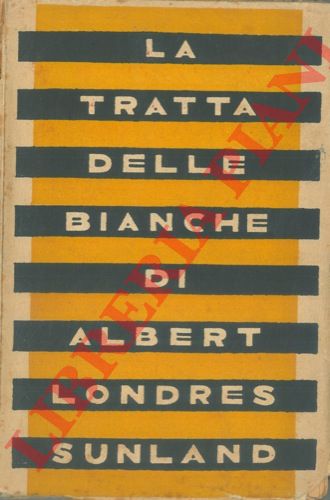 LA
TRATTA
DELLE
BIANCHE
DI
ALBERT
LONDRES
SUNLAND
LIBRERIA PIANI